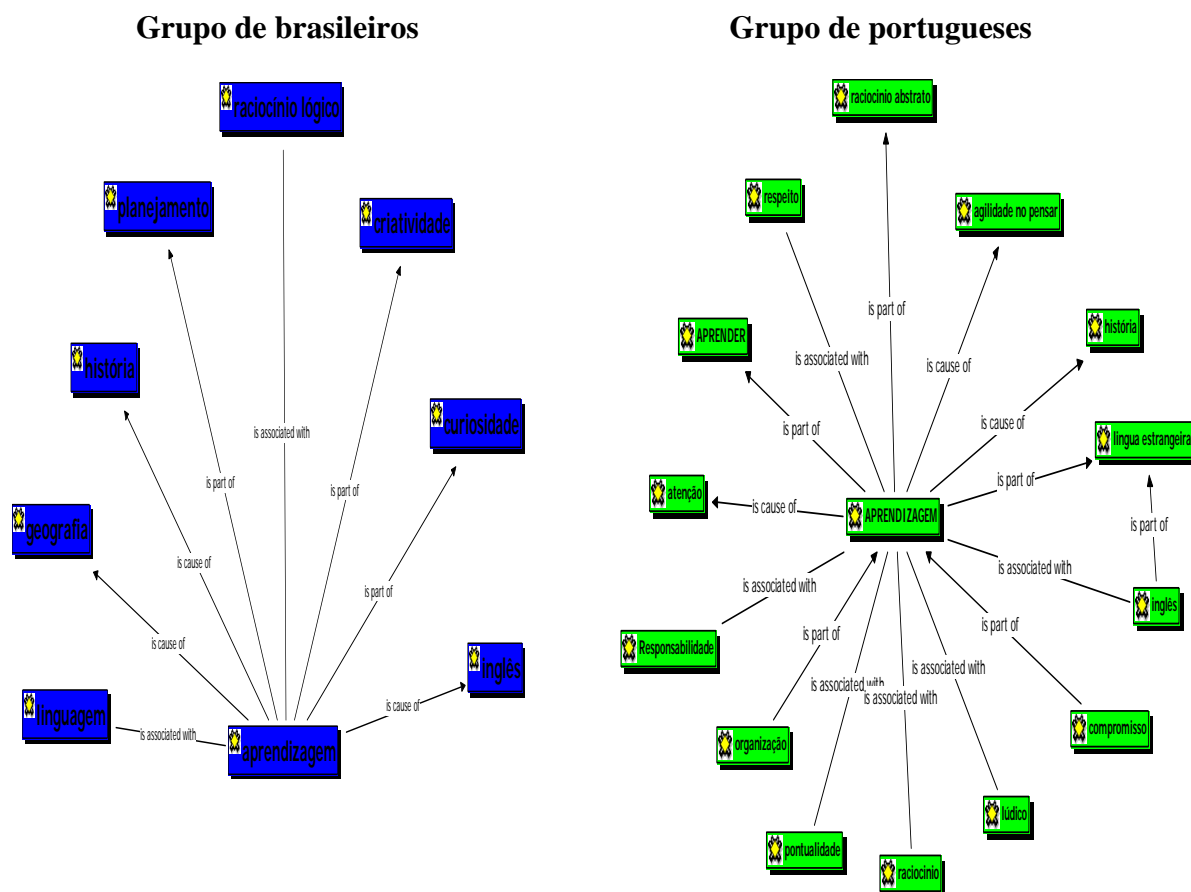 Grupo de brasileiros
raciocínio lógico
planejamento
criatividade
história
curiosidade
is associated with
is part of
is part of
geografia
is cause of
is part of
is cause of
linguagem
is associated with
aprendizagem
is cause of
inglês
Grupo de portugueses
raciocinio abstrato
respeito
agilidade no pensar
is part of
APRENDER
história
is associated with
is cause of
is part of
is cause of
lingua estrangeira
is part of
atenção
is cause of
APRENDIZAGEM
is part of
is associated with
is associated with
inglês
Responsabilidade
is part of
is part of
is associated with
is associated with
is associated with
organização
compromisso
lúdico
pontualidade
raciocínio